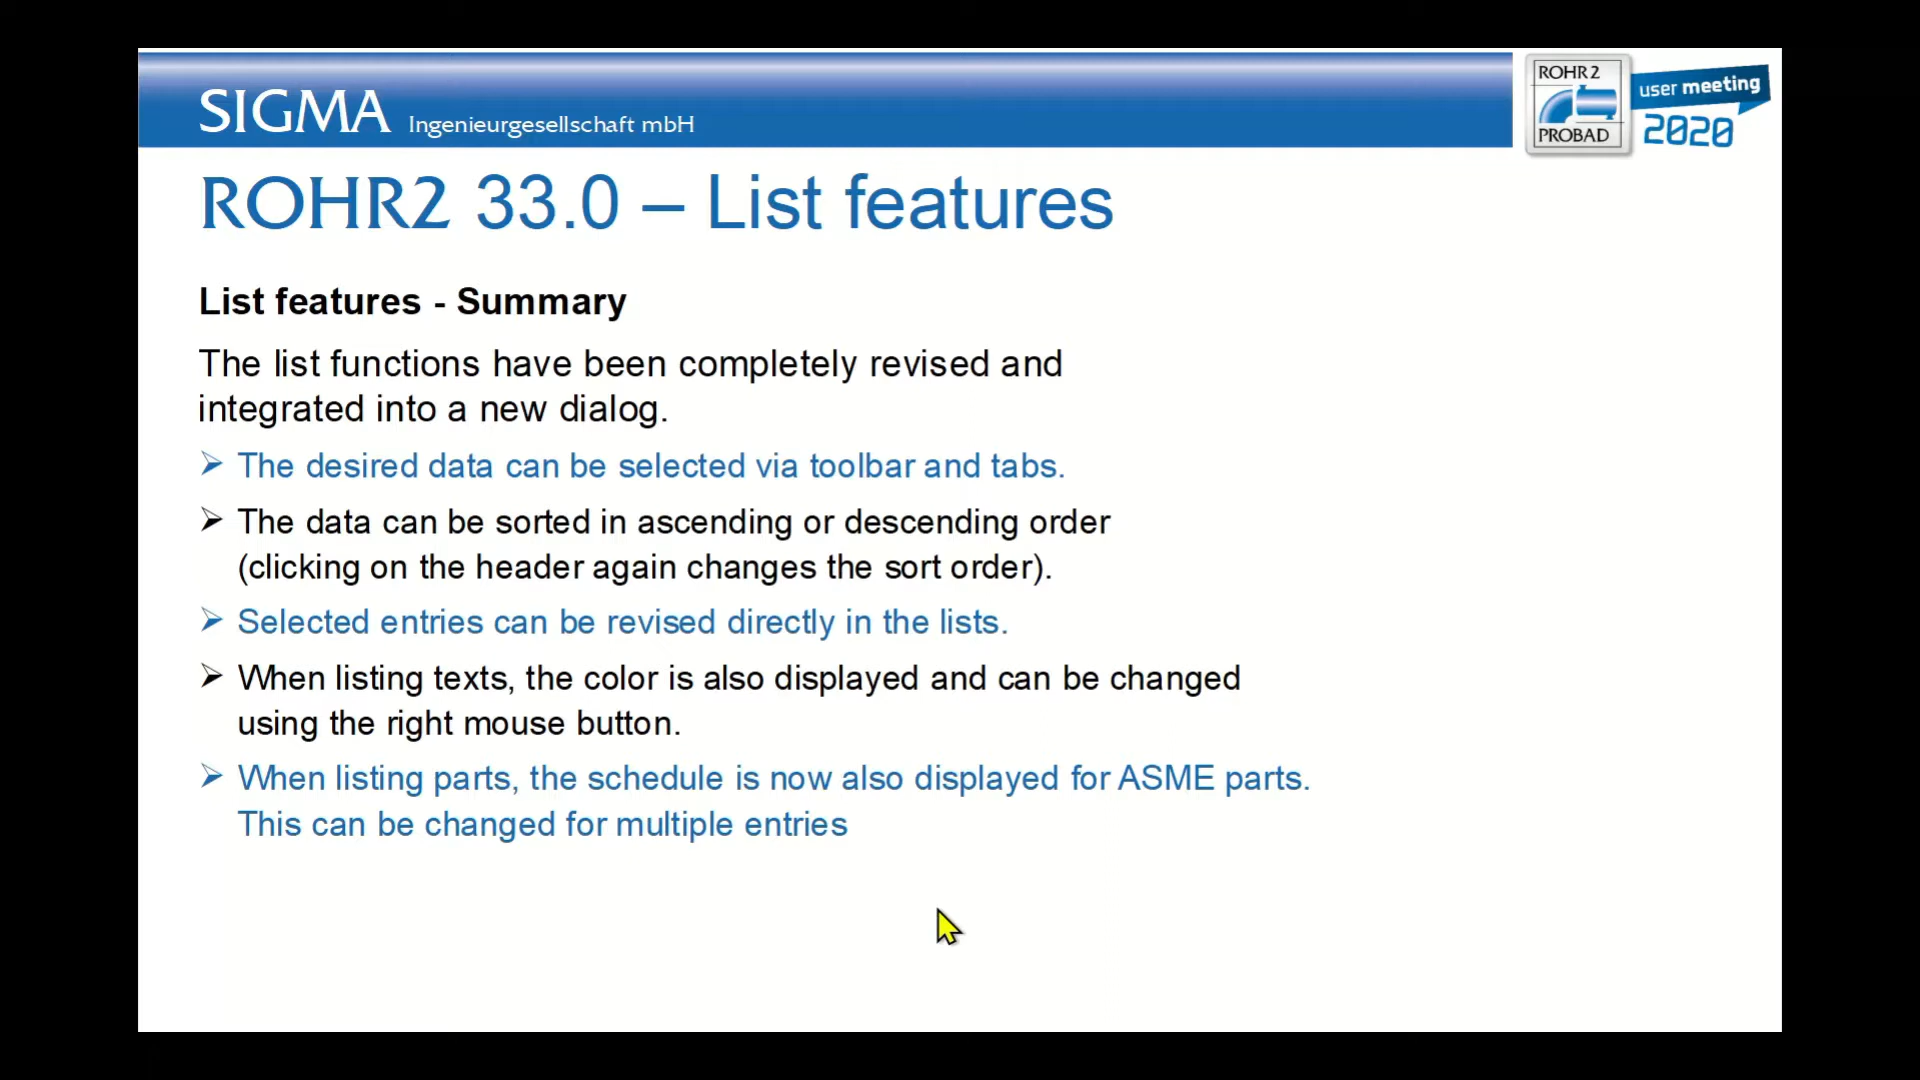 SIGMA Ingenieurgesellschaft mbH
ROHR2
PROBAD
user meeting
2020
ROHR2 33.0 – List features
List features - Summary
The list functions have been completely revised and
integrated into a new dialog.
➢ The desired data can be selected via toolbar and tabs.
➢ The data can be sorted in ascending or descending order
(clicking on the header again changes the sort order).
➢ Selected entries can be revised directly in the lists.
➢ When listing texts, the color is also displayed and can be changed
using the right mouse button.
➢ When listing parts, the schedule is now also displayed for ASME parts.
This can be changed for multiple entries